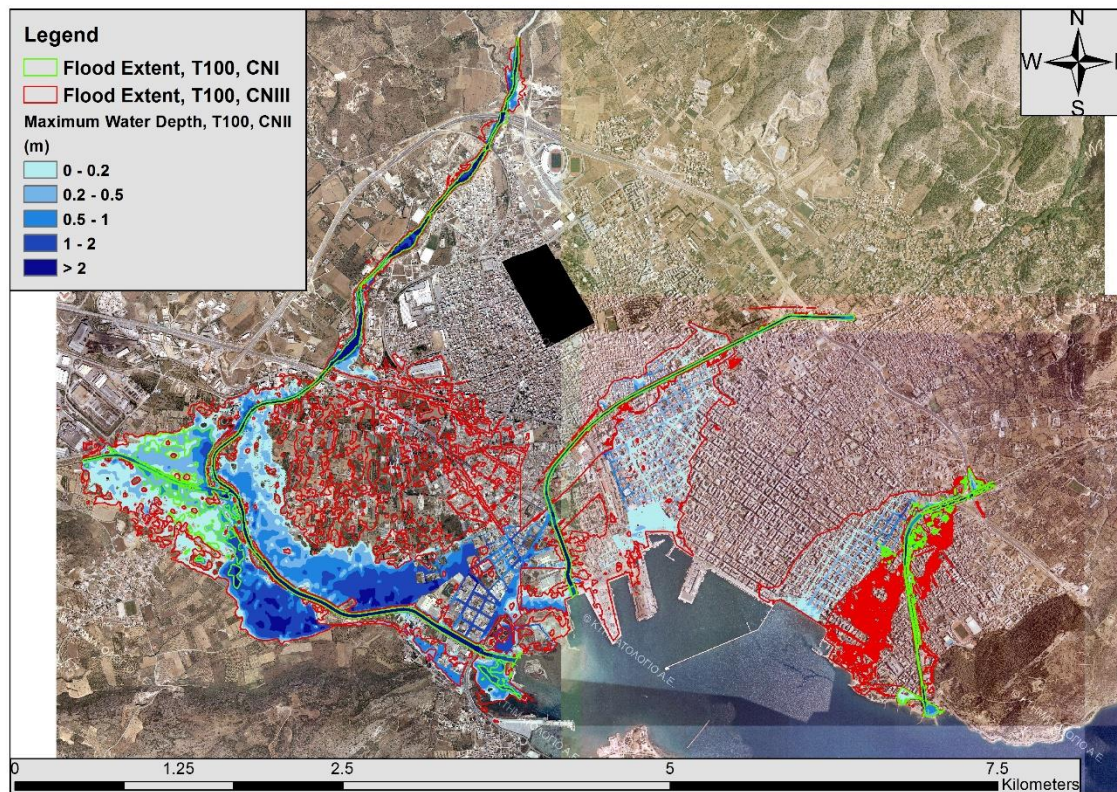 Legend
Flood Extent, T100, CNI
Flood Extent, T100, CNIII
Maximum Water Depth, T100, CNII
(m)
0 - 0.2
0.2 - 0.5
0.5 - 1
1 - 2
> 2
N
W
S
© ΚΤΗΜΑΤΟΛΟΓΙΟ Α.Ε.
0 1.25 2.5 5 7.5
Kilometers